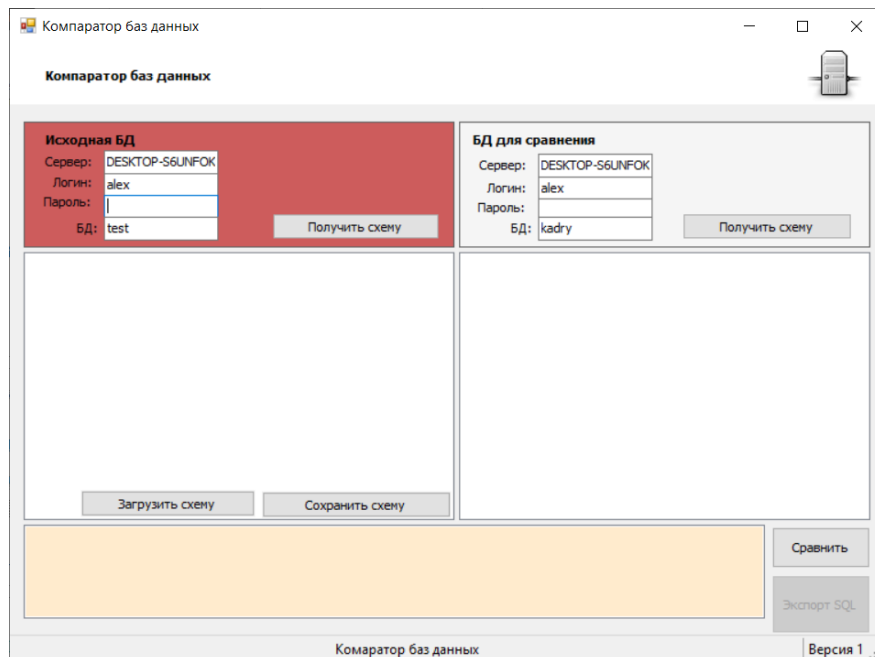 Компаратор баз данных
Компаратор баз данных
Исходная БД
Сервер: DESKTOP-S6UNFOK
Логин: alex
Пароль:
БД: test
Получить схему
БД для сравнения
Сервер: DESKTOP-S6UNFOK
Логин: alex
Пароль:
БД: kadry
Получить схему
Загрузить схему
Сохранить схему
Сравнить
Экспорт SQL
Комаратор баз данных
Версия 1